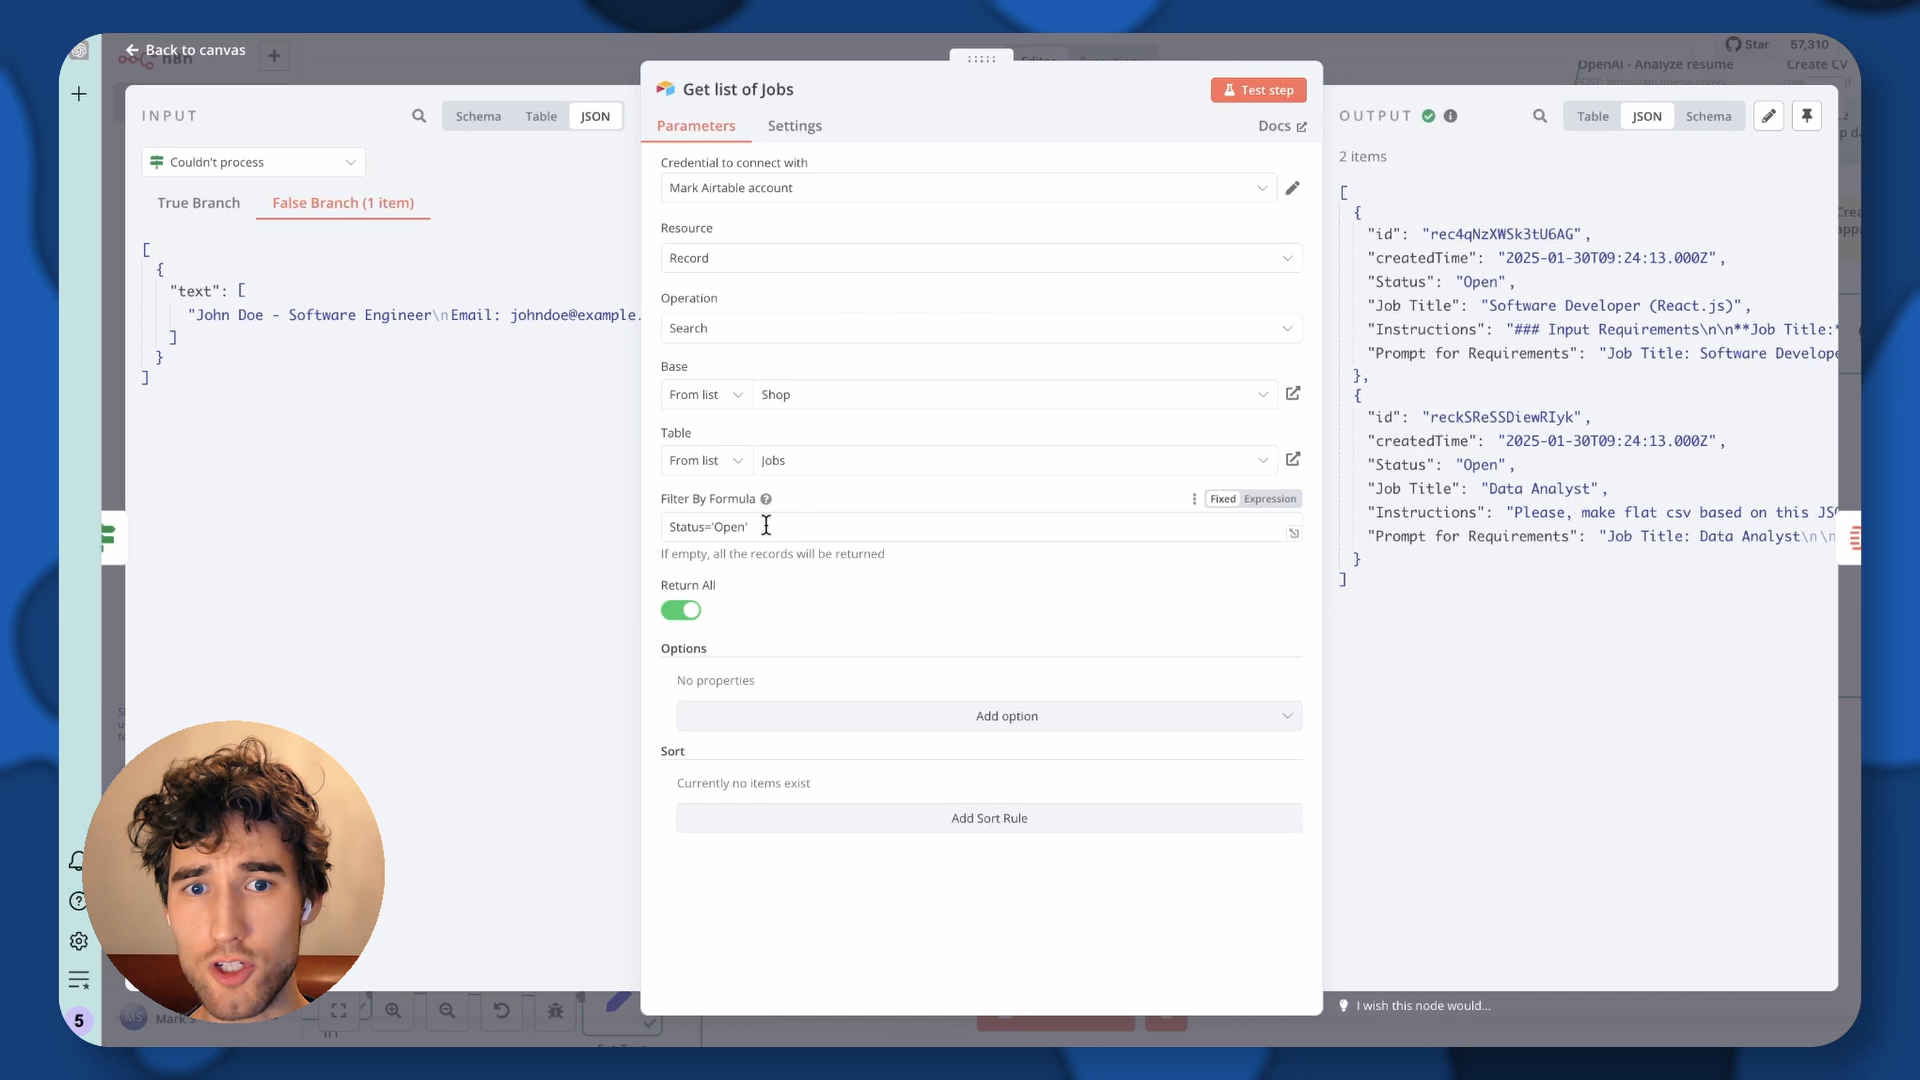 Back to canvas
n8n
Star 57,310
OpenAI - Analyze resume
Create CV
INPUT
Schema Table JSON
Couldn't process
True Branch False Branch (1 item)
[
{
"text": [
"John Doe - Software Engineer\nEmail: johndoe@example.
]
}
]
Get list of Jobs
Test step
Parameters Settings
Docs
Credential to connect with
Mark Airtable account
Resource
Record
Operation
Search
Base
From list Shop
Table
From list Jobs
Filter By Formula
Fixed Expression
Status='Open'
If empty, all the records will be returned
Return All
Options
No properties
Add option
Sort
Currently no items exist
Add Sort Rule
OUTPUT
Table JSON Schema
2 items
[
{
"id": "rec4qNzXWSk3tU6AG",
"createdTime": "2025-01-30T09:24:13.000Z",
"Status": "Open",
"Job Title": "Software Developer (React.js)",
"Instructions": "### Input Requirements\n\n**Job Title:*
"Prompt for Requirements": "Job Title: Software Develope
},
{
"id": "reckSReSSDiewRIyk",
"createdTime": "2025-01-30T09:24:13.000Z",
"Status": "Open",
"Job Title": "Data Analyst",
"Instructions": "Please, make flat csv based on this JSO
"Prompt for Requirements": "Job Title: Data Analyst\n\n
}
]
I wish this node would...
5
MS Mark S